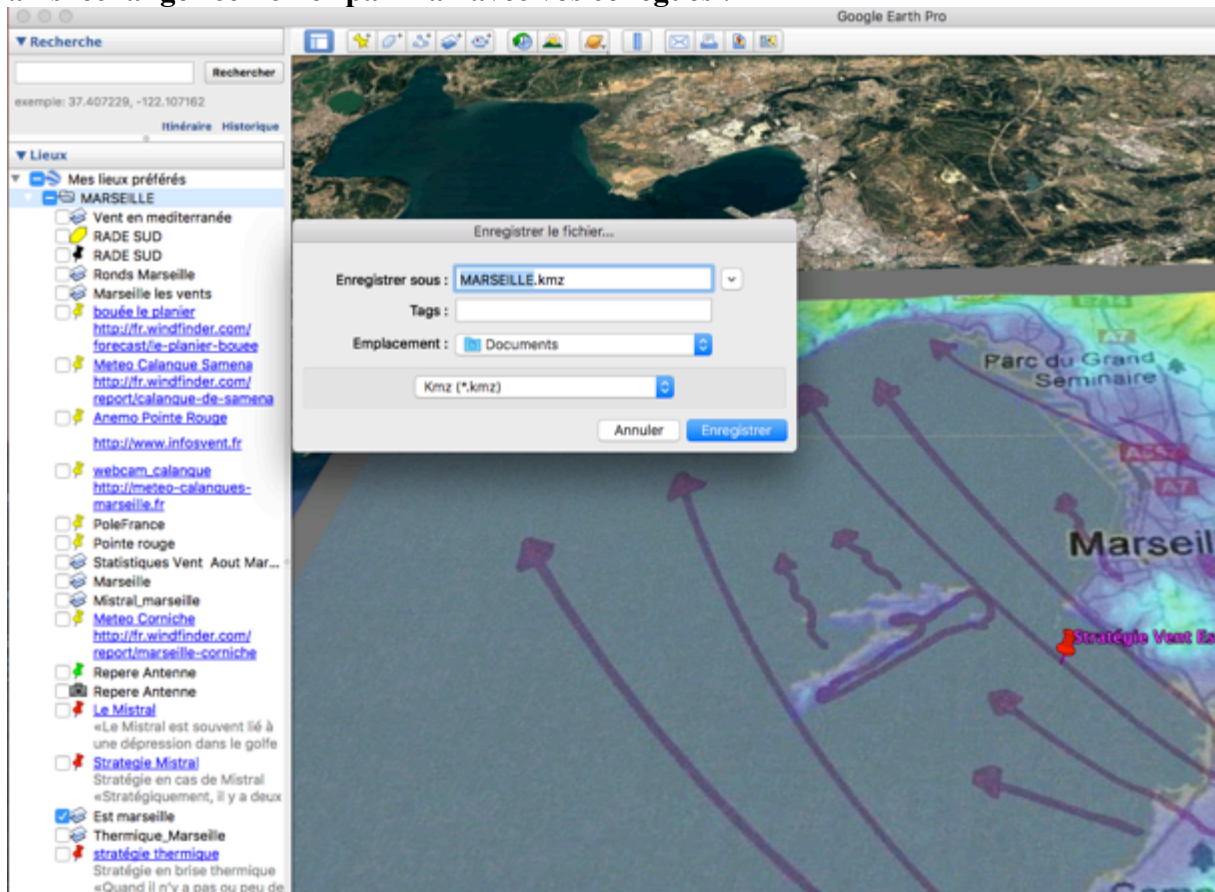 Google Earth Pro
▼ Recherche
Rechercher
exemple: 37.407229, -122.107162
Itinéraire Historique
▼ Lieux
Mes lieux préférés
MARSEILLE
Vent en mediterranée
RADE SUD
RADE SUD
Ronds Marseille
Marseille les vents
bouée le planier
http://fr.windfinder.com/
forecast/le-planier-bouee
Meteo Calanque Samena
http://fr.windfinder.com/
report/calanque-de-samena
Anemo Pointe Rouge
http://www.infosvent.fr
webcam_calanque
http://meteo-calanques-
marseille.fr
PoleFrance
Pointe rouge
Statistiques Vent Aout Mar...
Marseille
Mistral_marseille
Meteo Corniche
http://fr.windfinder.com/
report/marseille-corniche
Repere Antenne
Repere Antenne
Le Mistral
«Le Mistral est souvent lié à
une dépression dans le golfe
Strategie Mistral
Stratégie en cas de Mistral
«Stratégiquement, il y a deux
Est marseille
Thermique_Marseille
stratégie thermique
Stratégie en brise thermique
«Quand il n'y a pas ou peu de
Enregistrer le fichier...
Enregistrer sous : MARSEILLE.kmz
Tags :
Emplacement : Documents
Kmz (*.kmz)
Annuler Enregistrer
A7
Parc du Grand
Seminaire
A7
Marseil
Stratégie Vent Es